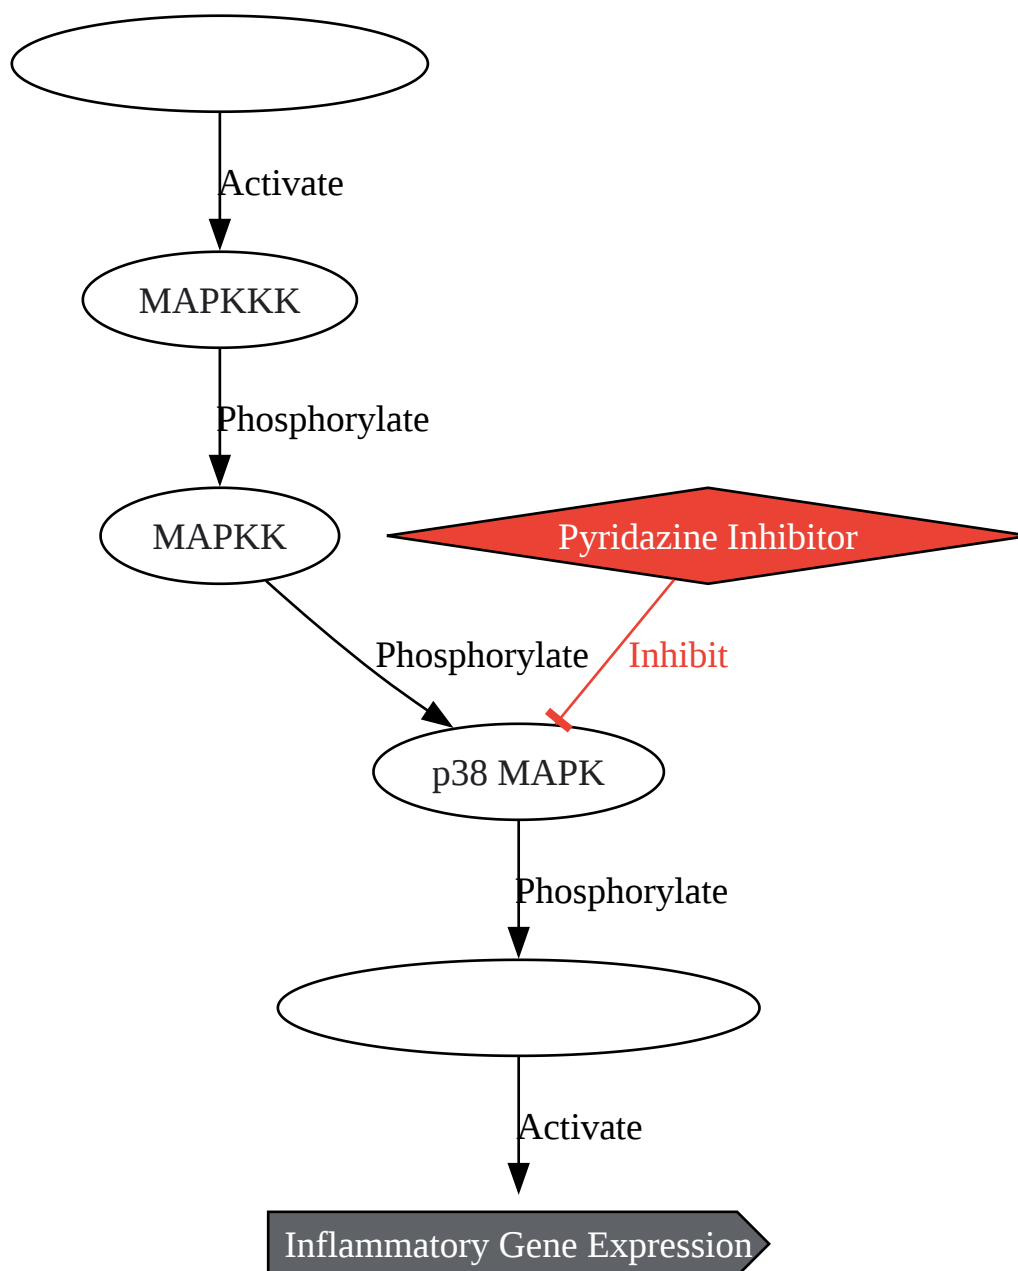 Activate
MAPKKK
Phosphorylate
MAPKK
Pyridazine Inhibitor
Phosphorylate
Inhibit
p38 MAPK
Phosphorylate
Activate
Inflammatory Gene Expression